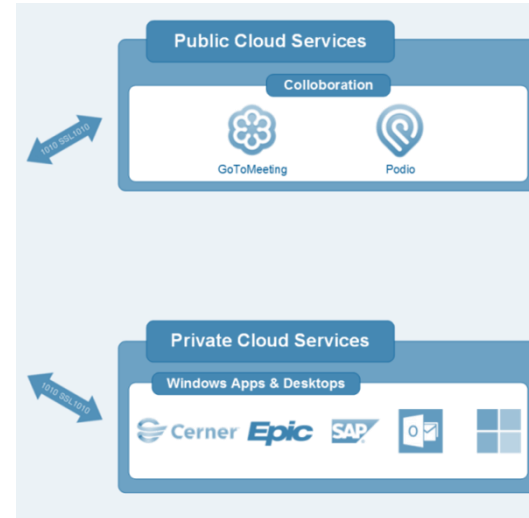 Public Cloud Services
Colloboration
1010 SSL1010
GoToMeeting
Podio
Private Cloud Services
Windows Apps & Desktops
1010 SSL1010
Cerner
Epic
SAP
O